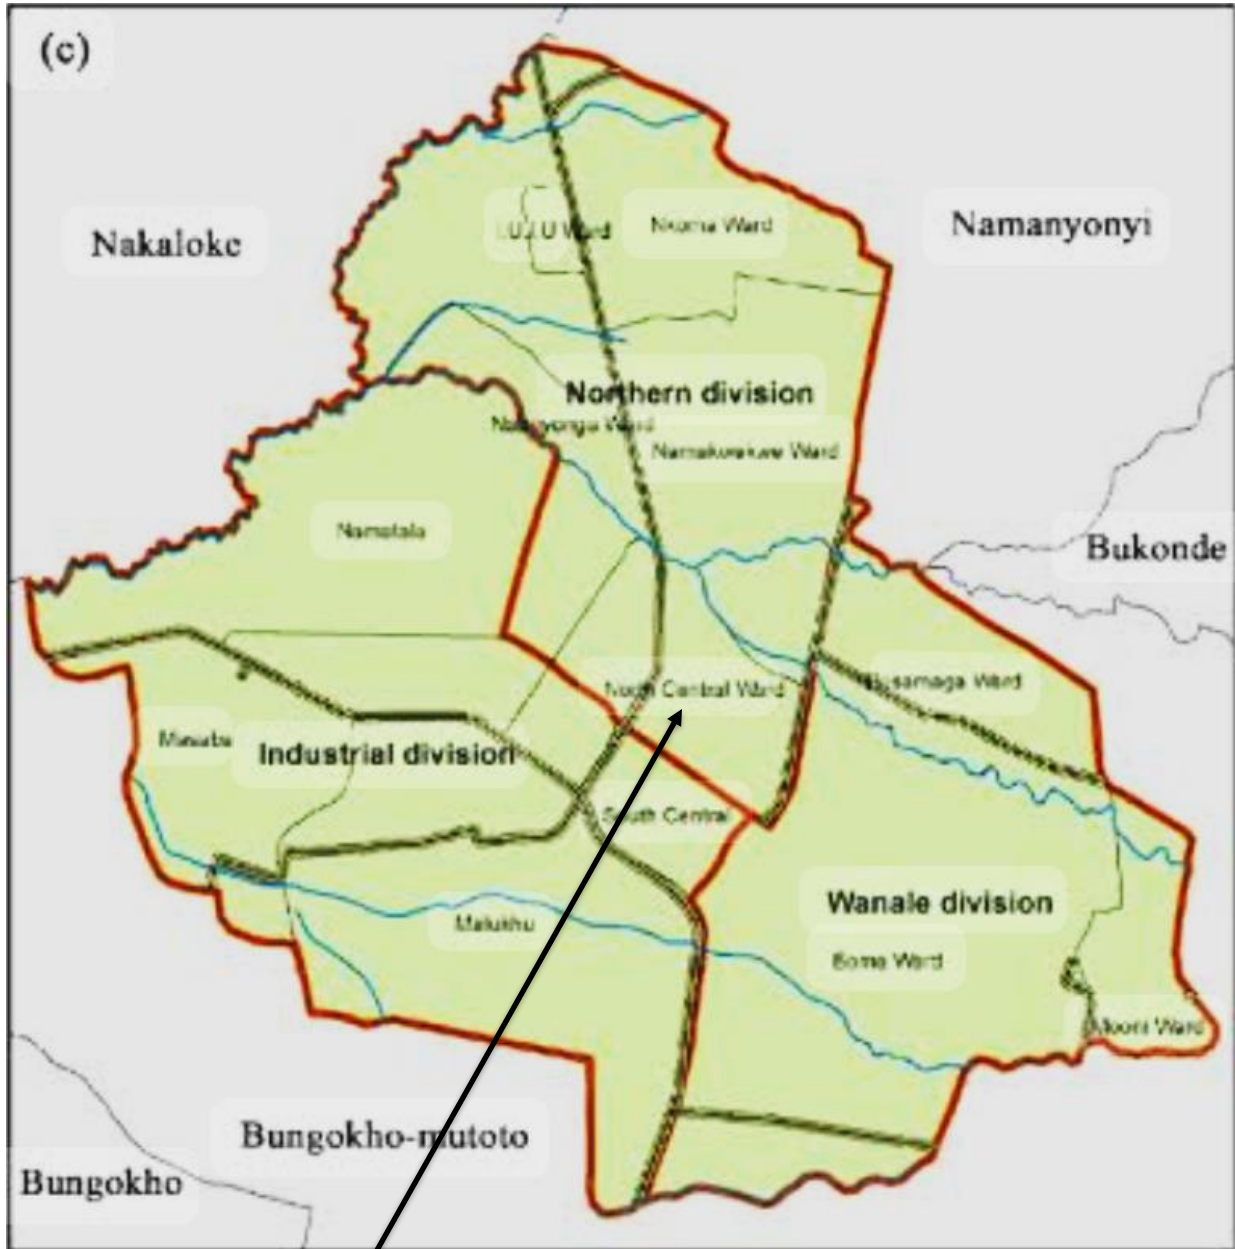 (c)
Nkoma Ward
Namanyonyi
Nakaloke
Northern division
Namakwekwe Ward
Namatala
Bukonde
North Central Ward
Masaba
Industrial division
South Central
Wanale division
Malukhu
Boma Ward
Mooni Ward
Bungokho-mutoto
Bungokho